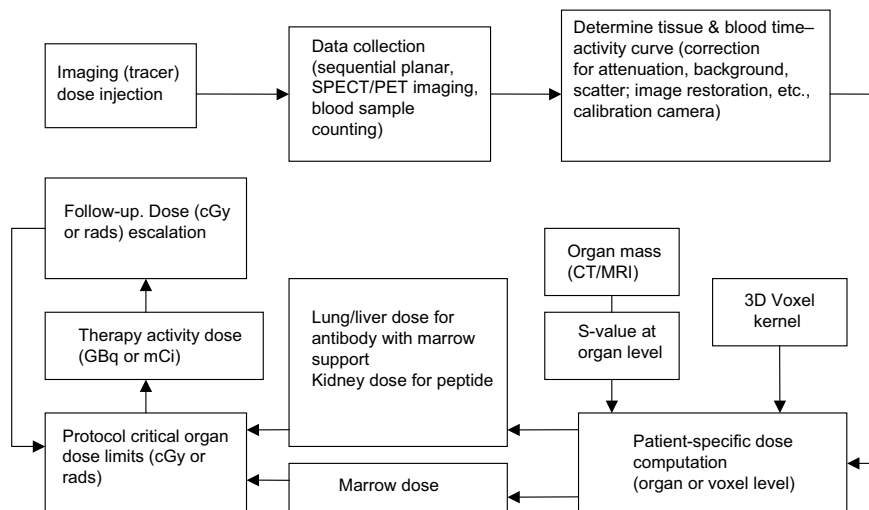 Imaging (tracer)
dose injection
Data collection
(sequential planar,
SPECT/PET imaging,
blood sample
counting)
Determine tissue & blood time–
activity curve (correction
for attenuation, background,
scatter; image restoration, etc.,
calibration camera)
Follow-up. Dose (cGy
or rads) escalation
Therapy activity dose
(GBq or mCi)
Protocol critical organ
dose limits (cGy or
rads)
Lung/liver dose for
antibody with marrow
support
Kidney dose for peptide
Marrow dose
Organ mass
(CT/MRI)
S-value at
organ level
3D Voxel
kernel
Patient-specific dose
computation
(organ or voxel level)